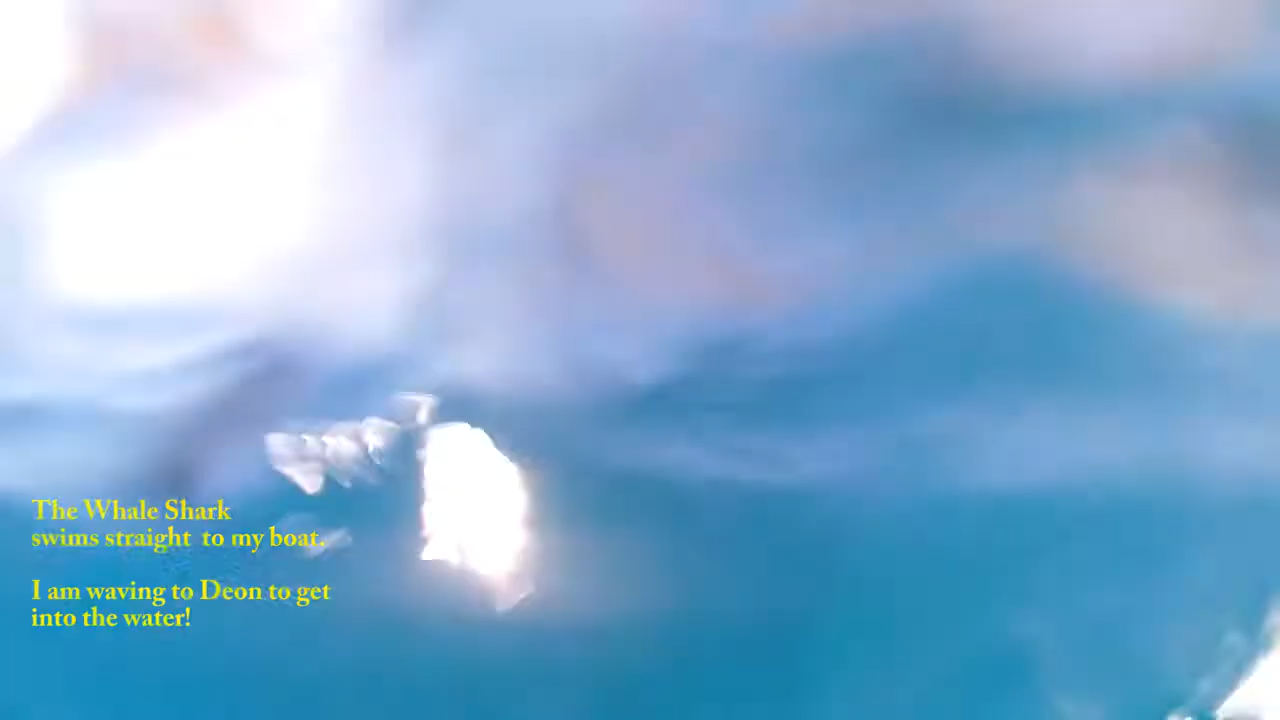 The Whale Shark
swims straight to my boat.
I am waving to Deon to get
into the water!